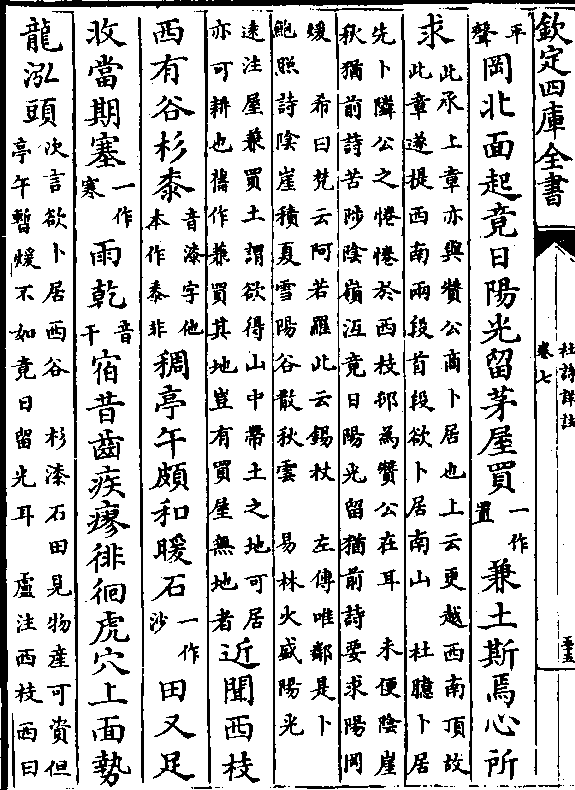 欽定四庫全書
杜詩詳註
卷七
平聲岡北面起竟日陽光留茅屋買一作置兼土斯焉心所
求此承上章亦與贊公商卜居也上云更越西南頂故
此章遂提西南兩段首段欲卜居南山 杜臆卜居
先卜隣公之惓惓於西枝邨為贊公在耳 未便陰崖
秋猶前詩苦陟陰嶺沍竟日陽光留猶前詩要求陽岡
煖 希曰梵云阿若羅此云錫杖 左傳唯鄰是卜
鮑照詩陰崖積夏雪陽谷散秋雲 易林火盛陽光
遠注屋兼買土謂欲得山中帶土之地可居
亦可耕也舊作兼買其地豈有買屋無地者近聞西枝
西有谷杉桼音漆字他本作黍非稠亭午頗和暖石一作沙田又足
收當期塞一作寒雨乾音干宿昔齒疾瘳徘徊虎穴上面勢
龍泓頭次言欲卜居西谷 杉漆石田見物産可資但
亭午暫煖不如竟日留光耳 盧注西枝西曰